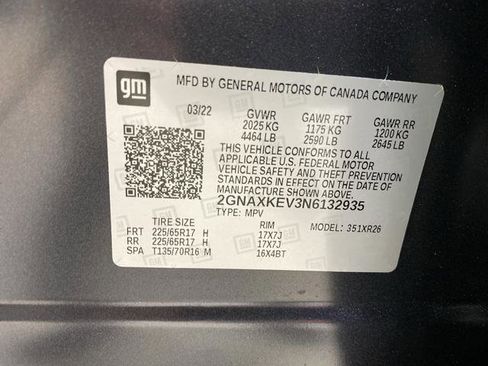 gm
MFD BY GENERAL MOTORS OF CANADA COMPANY
03/22 GVWR GAWR FRT GAWR RR
2025 KG 1175 KG 1200 KG
4464 LB 2590 LB 2645 LB
THIS VEHICLE CONFORMS TO ALL
APPLICABLE U.S. FEDERAL MOTOR
VEHICLE SAFETY AND THEFT PREVENTION
STANDARDS IN EFFECT ON THE DATE OF
MANUFACTURE SHOWN ABOVE.
2GNAXKEV3N6132935
TYPE: MPV
TIRE SIZE RIM MODEL: 351XR26
FRT 225/65R17 H 17X7J
RR 225/65R17 H 17X7J
SPA T135/70R16 M 16X4BT